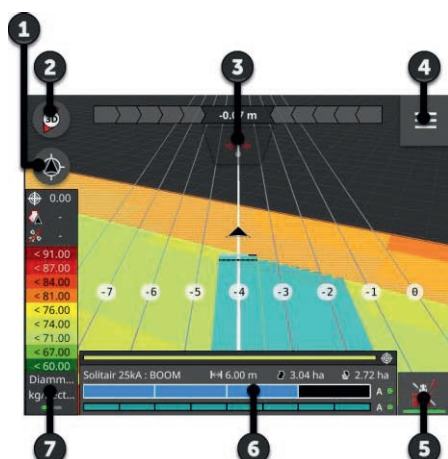 1
2
3
4
3D
-0.07 m
0.00
-
-
< 91.00
< 87.00
< 84.00
< 81.00
< 76.00
< 74.00
< 71.00
< 67.00
< 60.00
-7
-6
-5
-4
-3
-2
-1
0
Solitair 25kA : BOOM
6.00 m
3.04 ha
2.72 ha
A
A
Diamm...
kg/ect...
7
6
5